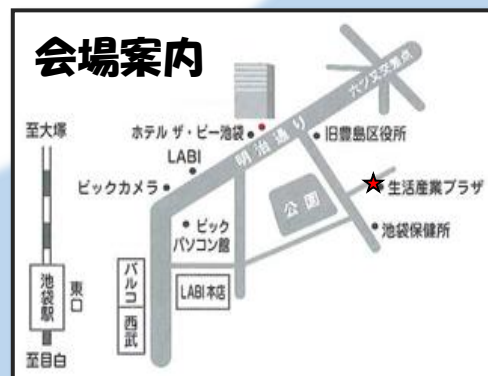 会場案内
六ツ又交差点
至大塚
ホテル ザ・ビー池袋
明治通り
旧豊島区役所
LABI
ビックカメラ
公園
生活産業プラザ
ビック
パソコン館
池袋保健所
池袋駅
東口
パルコ
西武
LABI本店
至目白